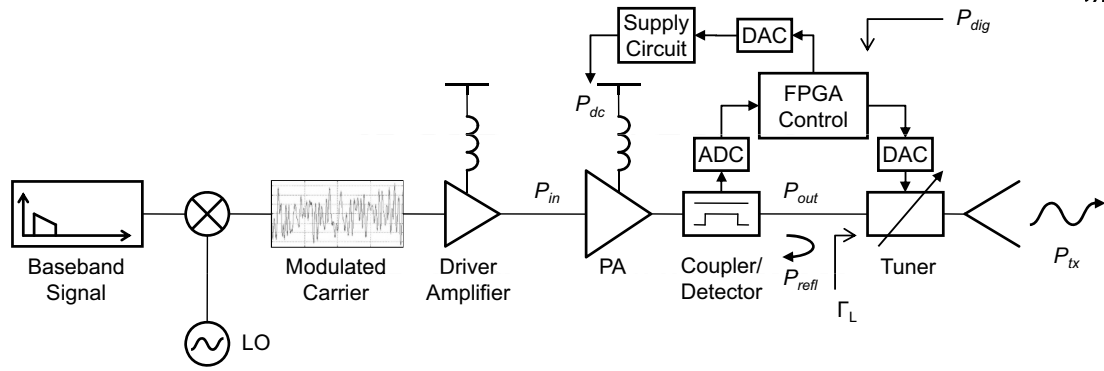 Supply
Circuit
DAC
P_dig
P_dc
FPGA
Control
ADC
DAC
P_in
P_out
Baseband
Signal
Modulated
Carrier
Driver
Amplifier
PA
Coupler/
Detector
P_refl
Γ_L
Tuner
P_tx
LO